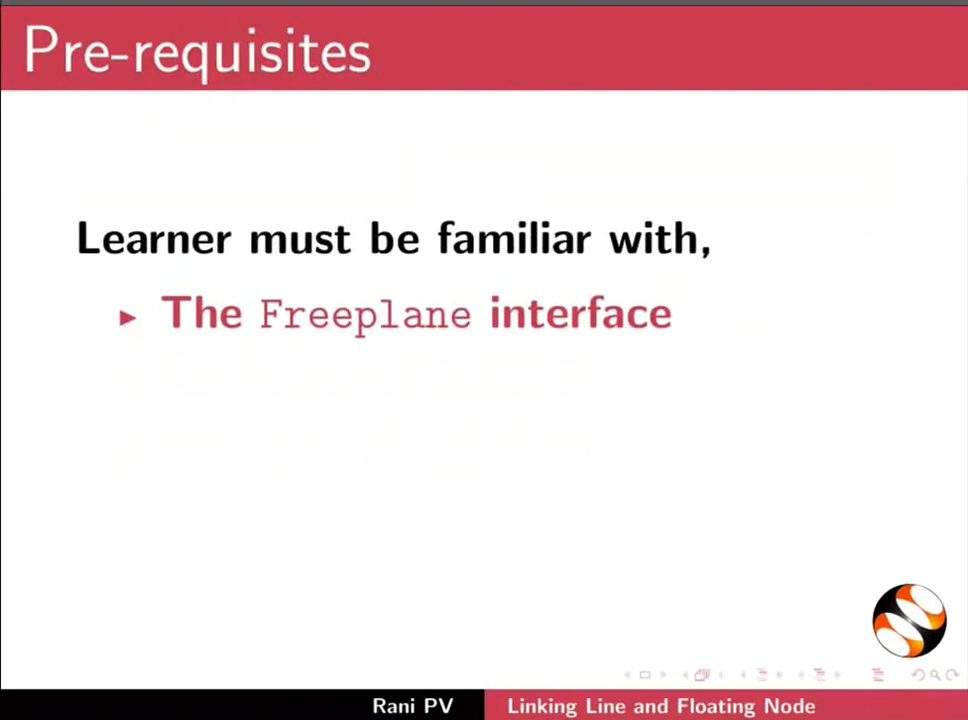 Pre-requisites
Learner must be familiar with,
The Freeplane interface
Rani PV
Linking Line and Floating Node